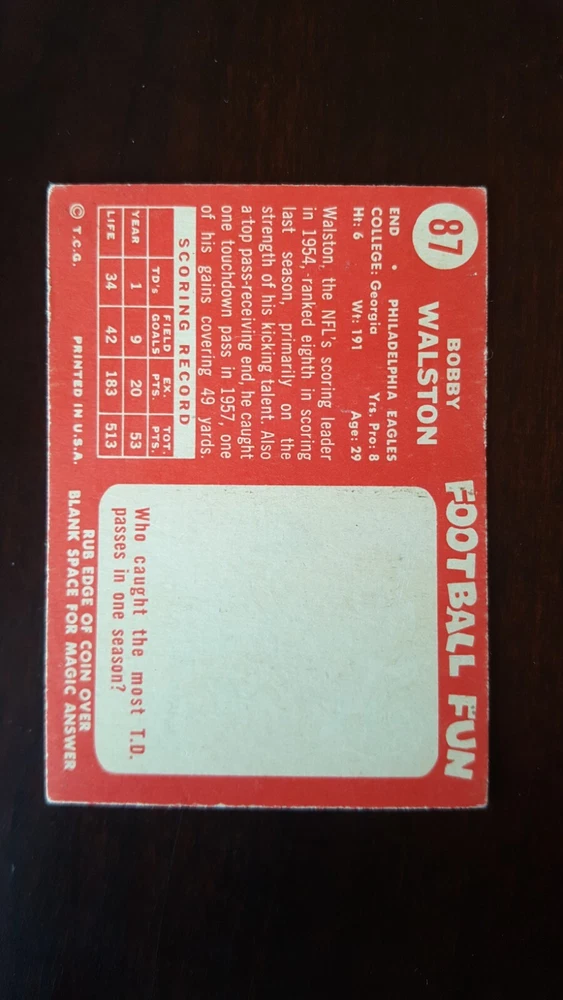 87
BOBBY
WALSTON
END • PHILADELPHIA EAGLES
COLLEGE: Georgia Yrs. Pro: 8
Ht: 6 Wt: 191 Age: 29
Walston, the NFL's scoring leader
in 1954, ranked eighth in scoring
last season, primarily on the
strength of his kicking talent. Also
a top pass-receiving end, he caught
one touchdown pass in 1957, one
of his gains covering 49 yards.
SCORING RECORD
TD's FIELD GOALS EX. PTS. TOT. PTS.
YEAR 1 9 20 53
LIFE 34 42 183 513
© T.C.G. PRINTED IN U.S.A.
FOOTBALL FUN
Who caught the most T.D.
passes in one season?
RUB EDGE OF COIN OVER
BLANK SPACE FOR MAGIC ANSWER